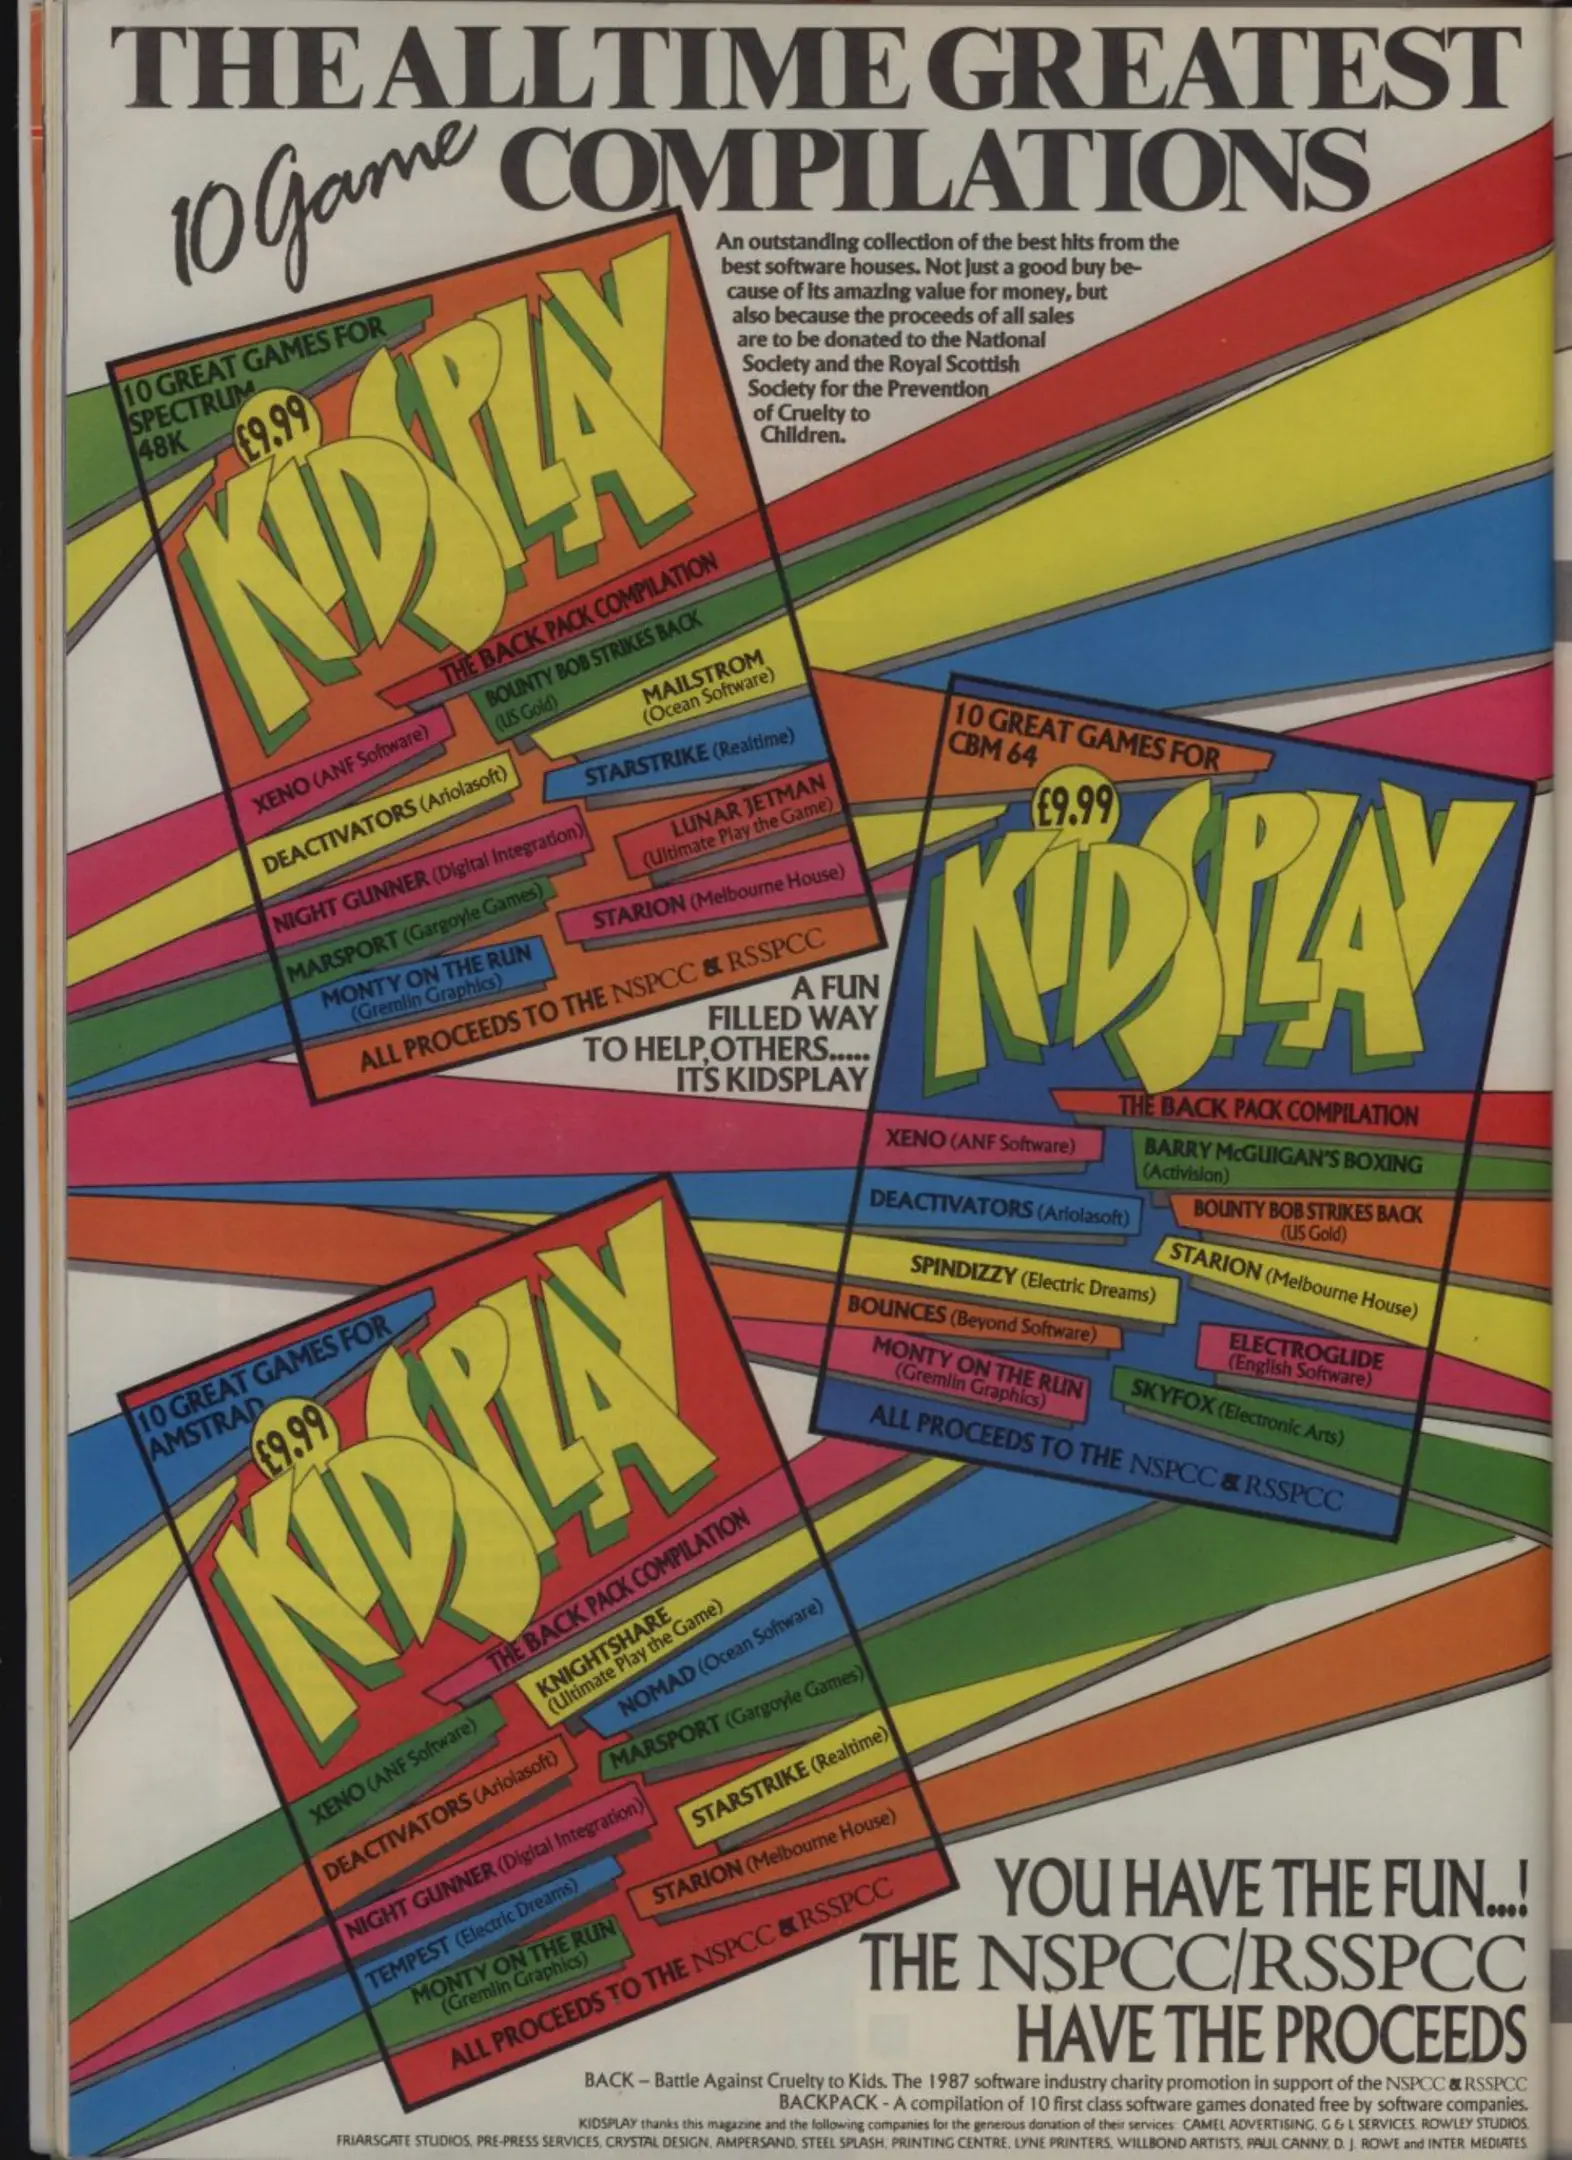 THE ALL TIME GREATEST
10 Game COMPILATIONS
An outstanding collection of the best hits from the
best software houses. Not just a good buy be-
cause of its amazing value for money, but
also because the proceeds of all sales
are to be donated to the National
Society and the Royal Scottish
Society for the Prevention
of Cruelty to
Children.
10 GREAT GAMES FOR
SPECTRUM
48K
£9.99
KIDSPLAY
THE BACK PACK COMPILATION
BOUNTY BOB STRIKES BACK
(US Gold)
MAILSTROM
(Ocean Software)
XENO (ANF Software)
STARSTRIKE (Realtime)
DEACTIVATORS (Ariolasoft)
LUNAR JETMAN
(Ultimate Play the Game)
NIGHT GUNNER (Digital Integration)
STARION (Melbourne House)
MARSPORT (Gargoyle Games)
MONTY ON THE RUN
(Gremlin Graphics)
ALL PROCEEDS TO THE NSPCC & RSSPCC
A FUN
FILLED WAY
TO HELP, OTHERS.....
ITS KIDSPLAY
10 GREAT GAMES FOR
CBM 64
£9.99
KIDSPLAY
THE BACK PACK COMPILATION
XENO (ANF Software)
BARRY McGUIGAN'S BOXING
(Activision)
DEACTIVATORS (Ariolasoft)
BOUNTY BOB STRIKES BACK
(US Gold)
SPINDIZZY (Electric Dreams)
STARION (Melbourne House)
BOUNCES (Beyond Software)
ELECTROGLIDE
(English Software)
MONTY ON THE RUN
(Gremlin Graphics)
SKYFOX (Electronic Arts)
ALL PROCEEDS TO THE NSPCC & RSSPCC
10 GREAT GAMES FOR
AMSTRAD
£9.99
KIDSPLAY
THE BACK PACK COMPILATION
KNIGHTSHARE
(Ultimate Play the Game)
NOMAD (Ocean Software)
XENO (ANF Software)
MARSPORT (Gargoyle Games)
DEACTIVATORS (Ariolasoft)
STARSTRIKE (Realtime)
NIGHT GUNNER (Digital Integration)
STARION (Melbourne House)
TEMPEST (Electric Dreams)
MONTY ON THE RUN
(Gremlin Graphics)
ALL PROCEEDS TO THE NSPCC & RSSPCC
YOU HAVE THE FUN...!
THE NSPCC/RSSPCC
HAVE THE PROCEEDS
BACK – Battle Against Cruelty to Kids. The 1987 software industry charity promotion in support of the NSPCC & RSSPCC
BACKPACK - A compilation of 10 first class software games donated free by software companies.
KIDSPLAY thanks this magazine and the following companies for the generous donation of their services: CAMEL ADVERTISING, G & L SERVICES, ROWLEY STUDIOS,
FRIARSGATE STUDIOS, PRE-PRESS SERVICES, CRYSTAL DESIGN, AMPERSAND, STEEL SPLASH, PRINTING CENTRE, LYNE PRINTERS, WILLBOND ARTISTS, PAUL CANNY, D. J. ROWE and INTER MEDIATES